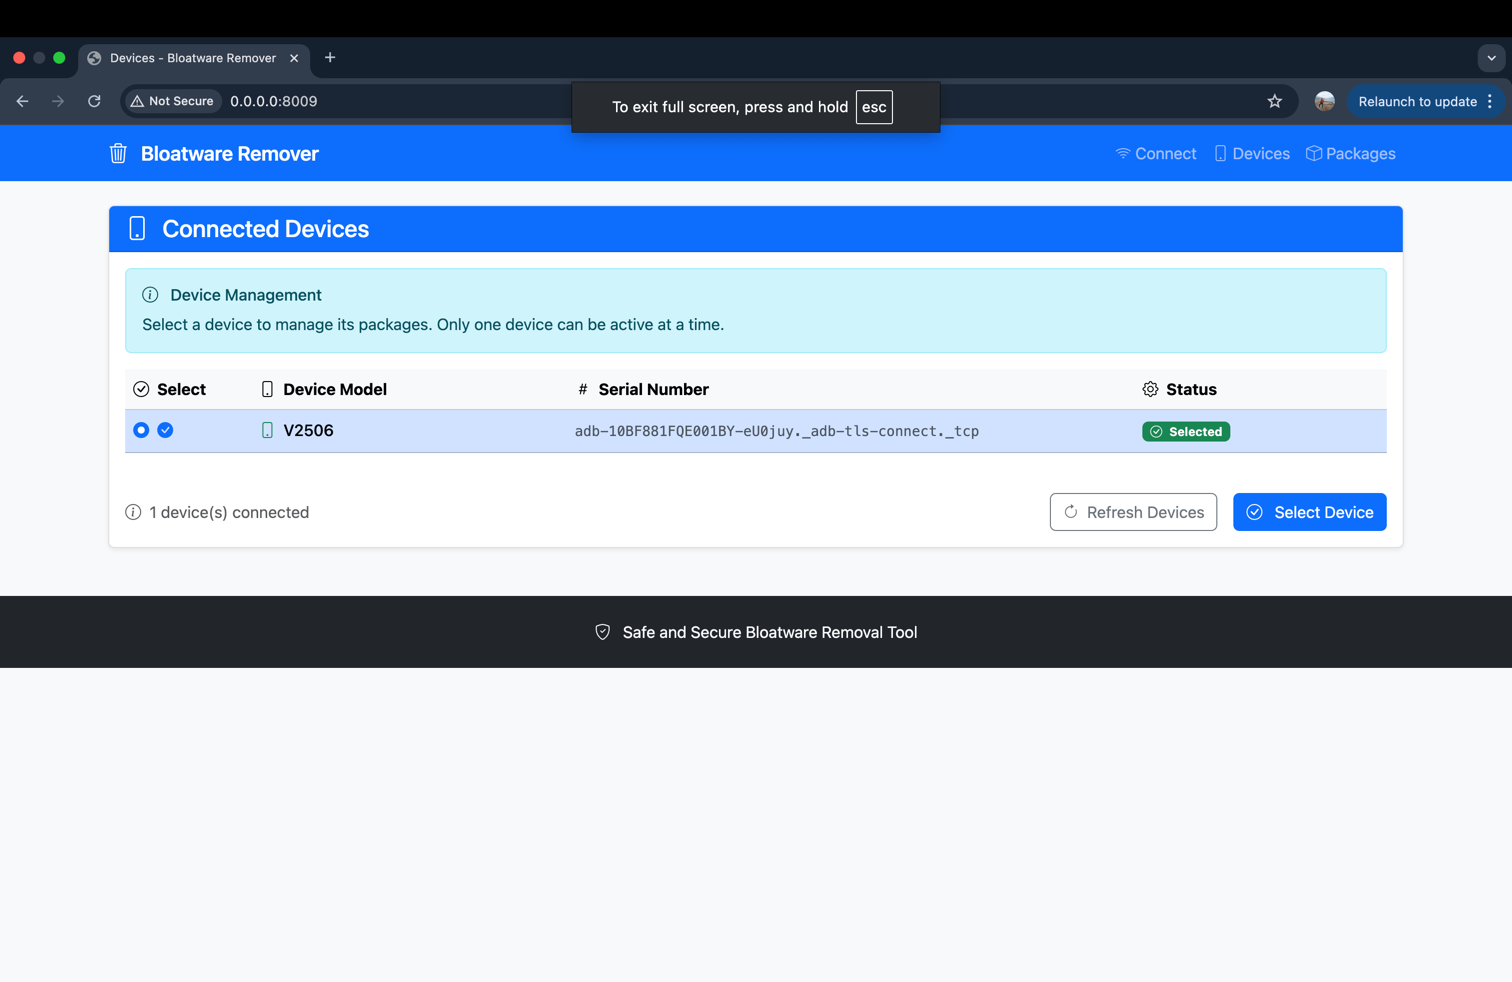 Devices - Bloatware Remover
Not Secure 0.0.0.0:8009
To exit full screen, press and hold esc
Relaunch to update
Bloatware Remover
Connect Devices Packages
Connected Devices
Device Management
Select a device to manage its packages. Only one device can be active at a time.
Select Device Model # Serial Number Status
V2506 adb-10BF881FQE001BY-eU0juy._adb-tls-connect._tcp Selected
1 device(s) connected Refresh Devices Select Device
Safe and Secure Bloatware Removal Tool